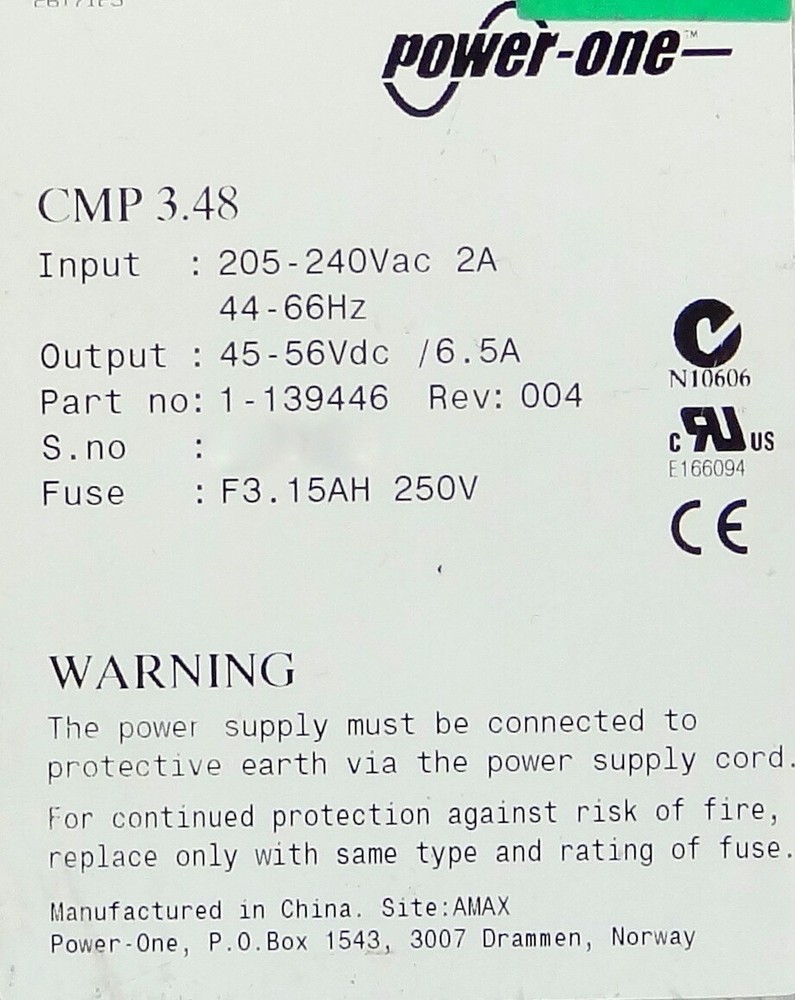 power-one™
CMP 3.48
Input : 205-240Vac 2A
44-66Hz
Output : 45-56Vdc /6.5A
Part no: 1-139446 Rev: 004
S.no :
Fuse : F3.15AH 250V
N10606
C RU US
E166094
CE
WARNING
The power supply must be connected to
protective earth via the power supply cord.
For continued protection against risk of fire,
replace only with same type and rating of fuse.
Manufactured in China. Site:AMAX
Power-One, P.O.Box 1543, 3007 Drammen, Norway